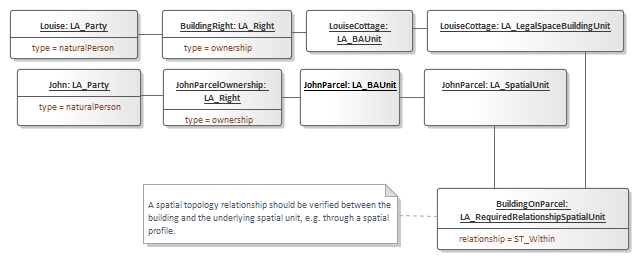 Louise: LA_Party
type = naturalPerson
BuildingRight: LA_Right
type = ownership
LouiseCottage:
LA_BAUnit
LouiseCottage: LA_LegalSpaceBuildingUnit
John: LA_Party
type = naturalPerson
JohnParcelOwnership:
LA_Right
type = ownership
JohnParcel: LA_BAUnit
JohnParcel: LA_SpatialUnit
A spatial topology relationship should be verified between the
building and the underlying spatial unit, e.g. through a spatial
profile.
BuildingOnParcel:
LA_RequiredRelationshipSpatialUnit
relationship = ST_Within